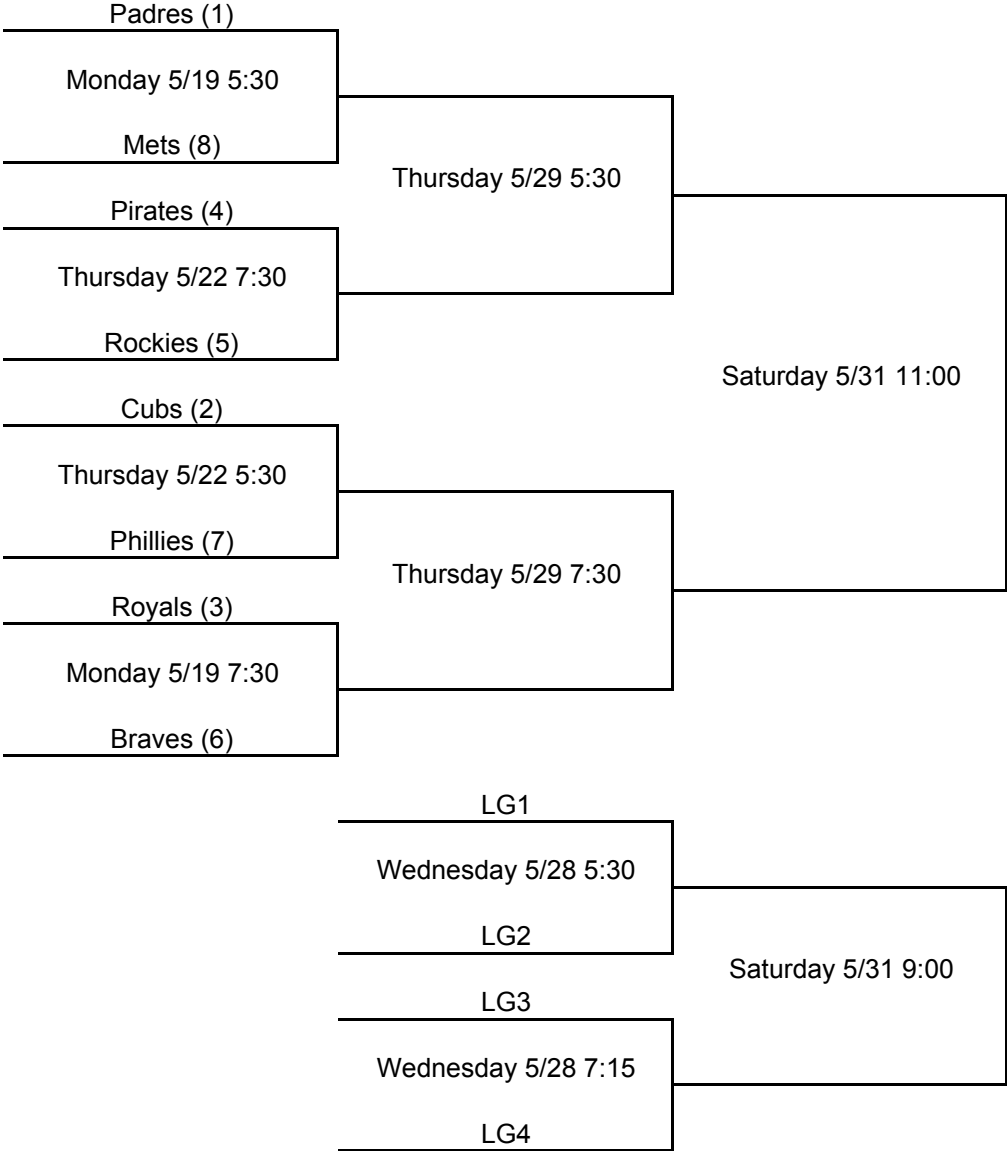 Padres (1)
Monday 5/19 5:30
Mets (8)
Thursday 5/29 5:30
Pirates (4)
Thursday 5/22 7:30
Rockies (5)
Saturday 5/31 11:00
Cubs (2)
Thursday 5/22 5:30
Phillies (7)
Thursday 5/29 7:30
Royals (3)
Monday 5/19 7:30
Braves (6)
LG1
Wednesday 5/28 5:30
LG2
Saturday 5/31 9:00
LG3
Wednesday 5/28 7:15
LG4